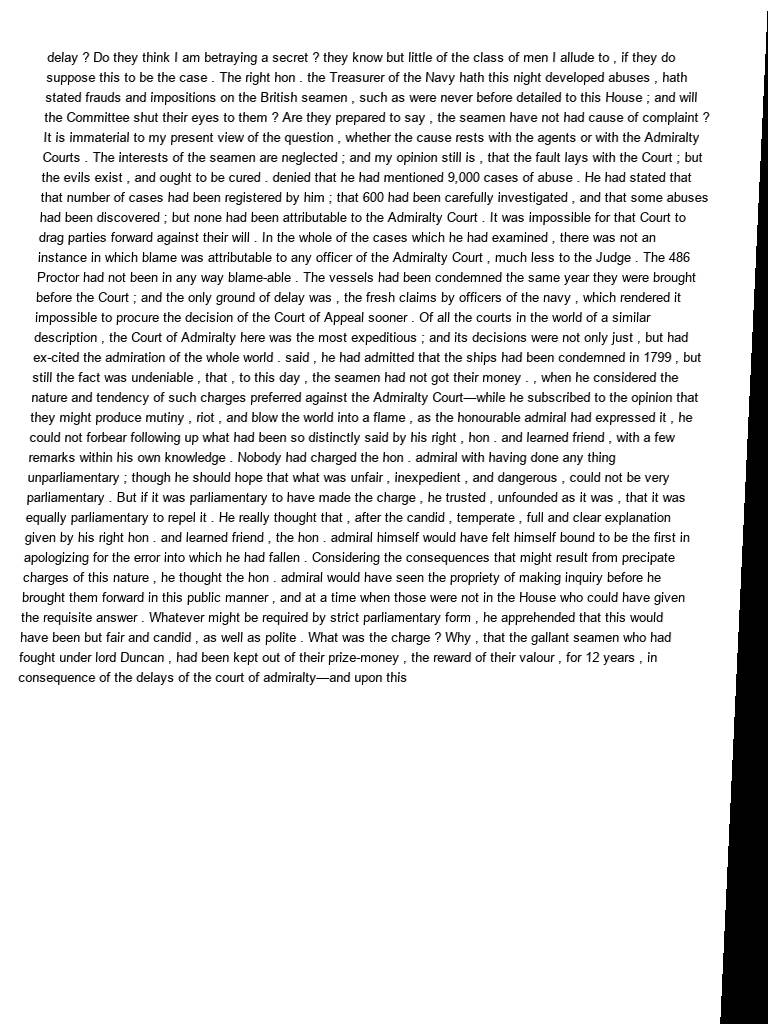 delay ? Do they think I am betraying a secret ? they know but little of the class of men I allude to , if they do
suppose this to be the case . The right hon . the Treasurer of the Navy hath this night developed abuses , hath
stated frauds and impositions on the British seamen , such as were never before detailed to this House ; and will
the Committee shut their eyes to them ? Are they prepared to say , the seamen have not had cause of complaint ?
It is immaterial to my present view of the question , whether the cause rests with the agents or with the Admiralty
Courts . The interests of the seamen are neglected ; and my opinion still is , that the fault lays with the Court ; but
the evils exist , and ought to be cured . denied that he had mentioned 9,000 cases of abuse . He had stated that
that number of cases had been registered by him ; that 600 had been carefully investigated , and that some abuses
had been discovered ; but none had been attributable to the Admiralty Court . It was impossible for that Court to
drag parties forward against their will . In the whole of the cases which he had examined , there was not an
instance in which blame was attributable to any officer of the Admiralty Court , much less to the Judge . The 486
Proctor had not been in any way blame-able . The vessels had been condemned the same year they were brought
before the Court ; and the only ground of delay was , the fresh claims by officers of the navy , which rendered it
impossible to procure the decision of the Court of Appeal sooner . Of all the courts in the world of a similar
description , the Court of Admiralty here was the most expeditious ; and its decisions were not only just , but had
ex-cited the admiration of the whole world . said , he had admitted that the ships had been condemned in 1799 , but
still the fact was undeniable , that , to this day , the seamen had not got their money . , when he considered the
nature and tendency of such charges preferred against the Admiralty Court—while he subscribed to the opinion that
they might produce mutiny , riot , and blow the world into a flame , as the honourable admiral had expressed it , he
could not forbear following up what had been so distinctly said by his right , hon . and learned friend , with a few
remarks within his own knowledge . Nobody had charged the hon . admiral with having done any thing
unparliamentary ; though he should hope that what was unfair , inexpedient , and dangerous , could not be very
parliamentary . But if it was parliamentary to have made the charge , he trusted , unfounded as it was , that it was
equally parliamentary to repel it . He really thought that , after the candid , temperate , full and clear explanation
given by his right hon . and learned friend , the hon . admiral himself would have felt himself bound to be the first in
apologizing for the error into which he had fallen . Considering the consequences that might result from precipate
charges of this nature , he thought the hon . admiral would have seen the propriety of making inquiry before he
brought them forward in this public manner , and at a time when those were not in the House who could have given
the requisite answer . Whatever might be required by strict parliamentary form , he apprehended that this would
have been but fair and candid , as well as polite . What was the charge ? Why , that the gallant seamen who had
fought under lord Duncan , had been kept out of their prize-money , the reward of their valour , for 12 years , in
consequence of the delays of the court of admiralty—and upon this